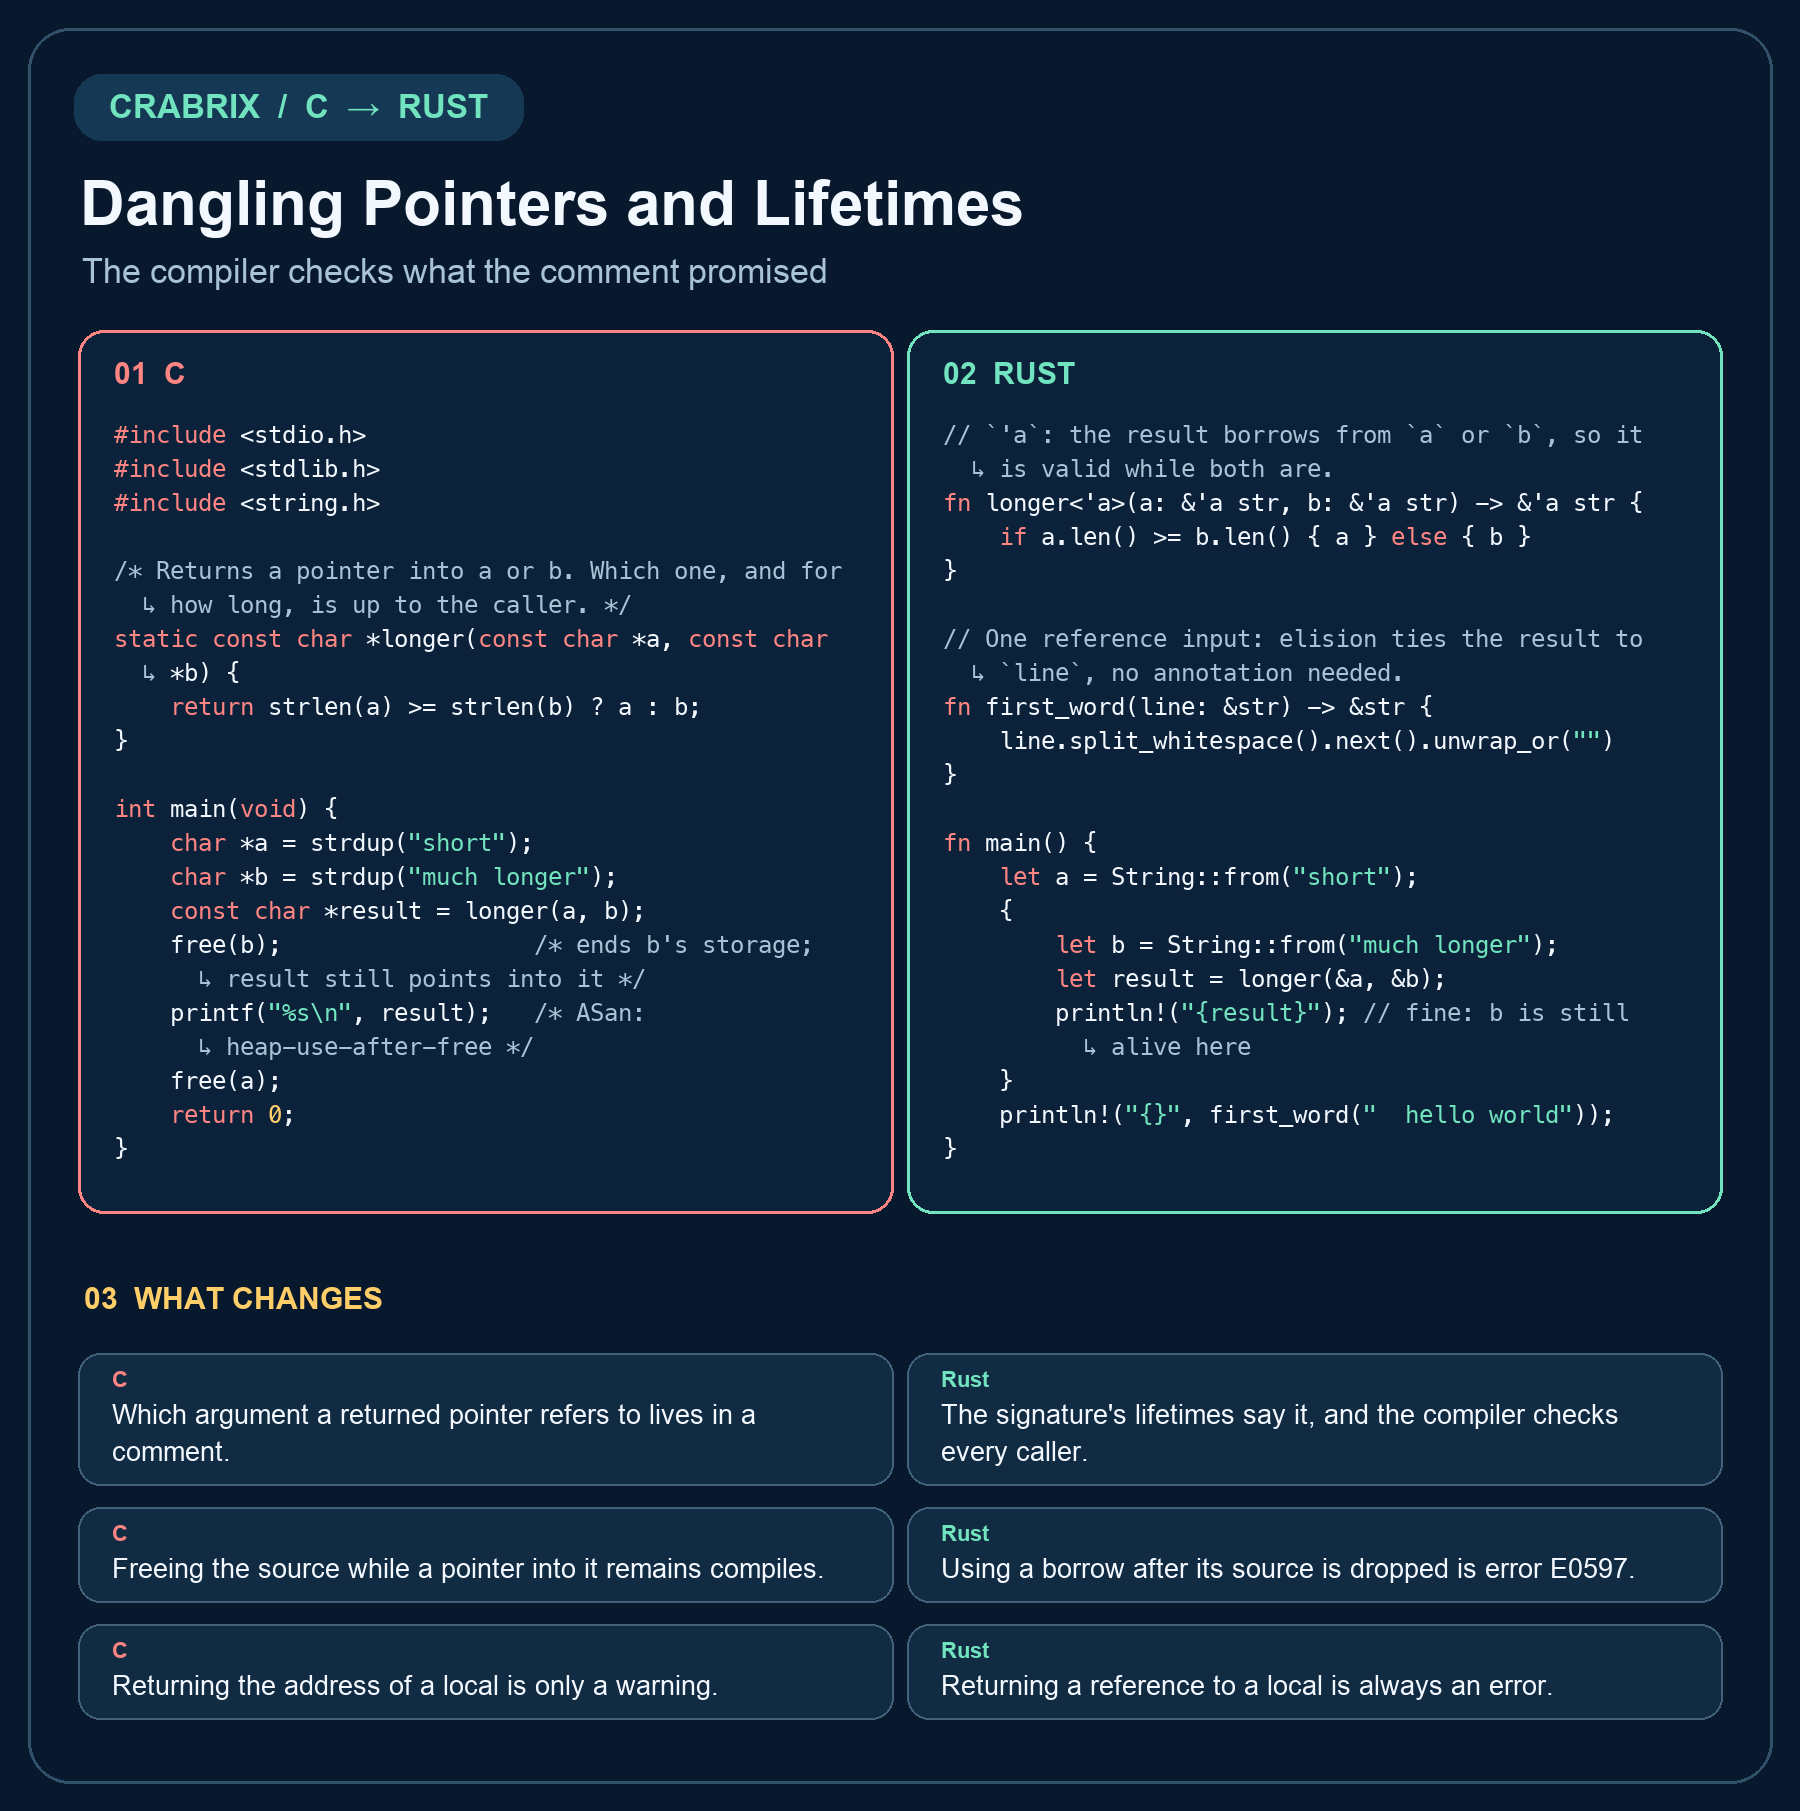 CRABRIX / C → RUST
Dangling Pointers and Lifetimes
The compiler checks what the comment promised
01 C
#include <stdio.h>
#include <stdlib.h>
#include <string.h>
/* Returns a pointer into a or b. Which one, and for
↳ how long, is up to the caller. */
static const char *longer(const char *a, const char
↳ *b) {
return strlen(a) >= strlen(b) ? a : b;
}
int main(void) {
char *a = strdup("short");
char *b = strdup("much longer");
const char *result = longer(a, b);
free(b); /* ends b's storage;
↳ result still points into it */
printf("%s\n", result); /* ASan:
↳ heap-use-after-free */
free(a);
return 0;
}
02 RUST
// `'a`: the result borrows from `a` or `b`, so it
↳ is valid while both are.
fn longer<'a>(a: &'a str, b: &'a str) -> &'a str {
if a.len() >= b.len() { a } else { b }
}
// One reference input: elision ties the result to
↳ `line`, no annotation needed.
fn first_word(line: &str) -> &str {
line.split_whitespace().next().unwrap_or("")
}
fn main() {
let a = String::from("short");
{
let b = String::from("much longer");
let result = longer(&a, &b);
println!("{result}"); // fine: b is still
↳ alive here
}
println!("{}", first_word("  hello world"));
}
03 WHAT CHANGES
C
Which argument a returned pointer refers to lives in a
comment.
Rust
The signature's lifetimes say it, and the compiler checks
every caller.
C
Freeing the source while a pointer into it remains compiles.
Rust
Using a borrow after its source is dropped is error E0597.
C
Returning the address of a local is only a warning.
Rust
Returning a reference to a local is always an error.